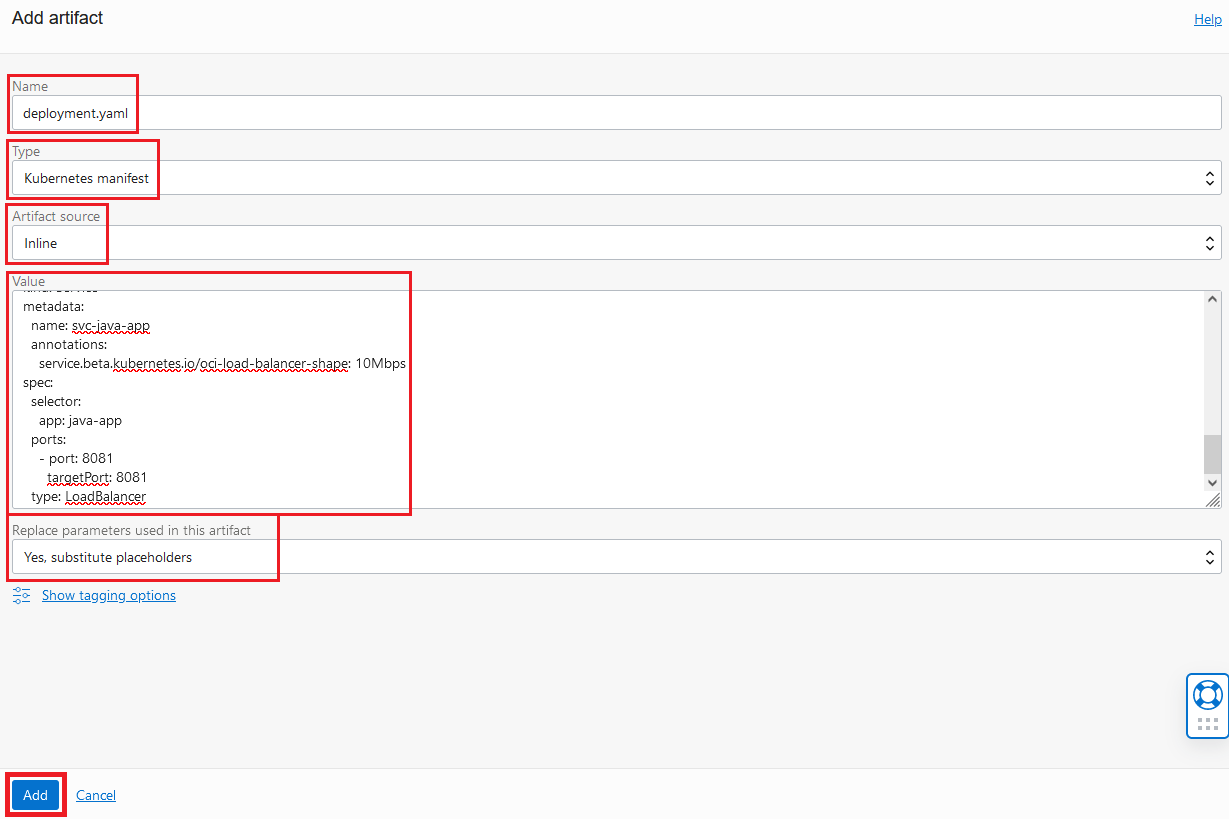 Add artifact
Help
Name
deployment.yaml
Type
Kubernetes manifest
Artifact source
Inline
Value
metadata:
name: svc-java-app
annotations:
service.beta.kubernetes.io/oci-load-balancer-shape: 10Mbps
spec:
selector:
app: java-app
ports:
- port: 8081
targetPort: 8081
type: LoadBalancer
Replace parameters used in this artifact
Yes, substitute placeholders
Show tagging options
Add
Cancel